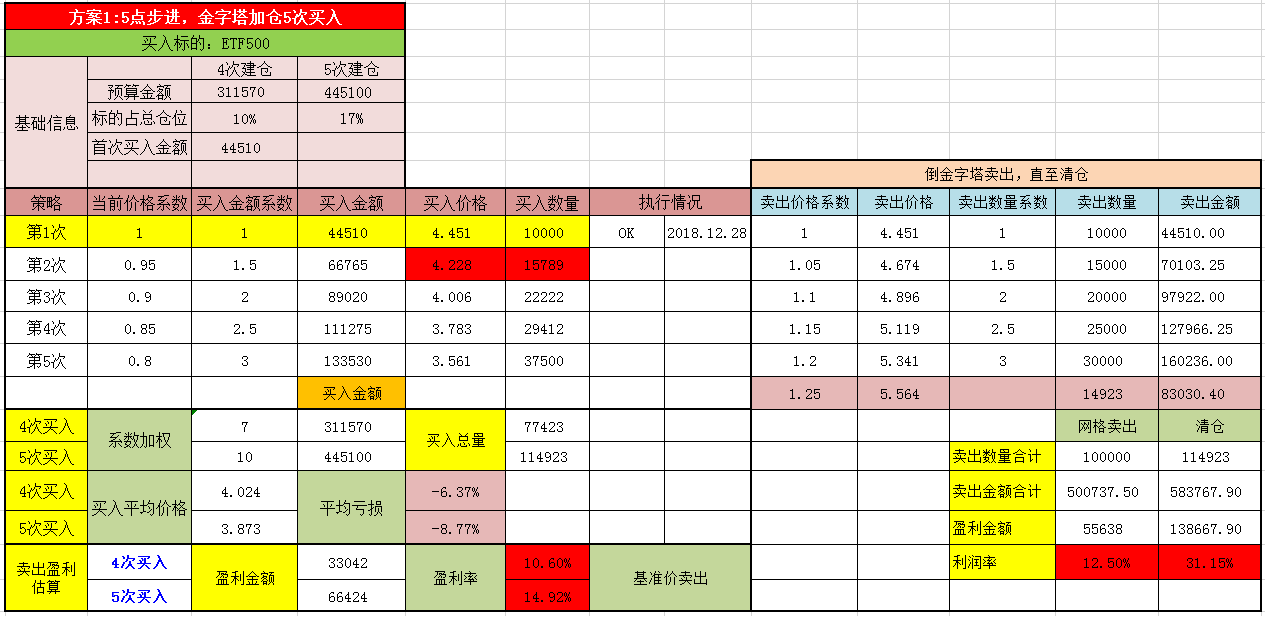 方案1:5点步进，金字塔加仓5次买入
买入标的：ETF500
基础信息 4次建仓 5次建仓
预算金额 311570 445100
标的占总仓位 10% 17%
首次买入金额 44510
倒金字塔卖出，直至清仓
策略 当前价格系数 买入金额系数 买入金额 买入价格 买入数量 执行情况 卖出价格系数 卖出价格 卖出数量系数 卖出数量 卖出金额
第1次 1 1 44510 4.451 10000 OK 2018.12.28 1 4.451 1 10000 44510.00
第2次 0.95 1.5 66765 4.228 15789 1.05 4.674 1.5 15000 70103.25
第3次 0.9 2 89020 4.006 22222 1.1 4.896 2 20000 97922.00
第4次 0.85 2.5 111275 3.783 29412 1.15 5.119 2.5 25000 127966.25
第5次 0.8 3 133530 3.561 37500 1.2 5.341 3 30000 160236.00
买入金额 1.25 5.564 14923 83030.40
4次买入 系数加权 7 311570 买入总量 77423 网格卖出 清仓
5次买入 10 445100 114923 卖出数量合计 100000 114923
4次买入 买入平均价格 4.024 平均亏损 -6.37% 卖出金额合计 500737.50 583767.90
5次买入 3.873 -8.77% 盈利金额 55638 138667.90
卖出盈利估算 4次买入 盈利金额 33042 盈利率 10.60% 基准价卖出 利润率 12.50% 31.15%
5次买入 66424 14.92%